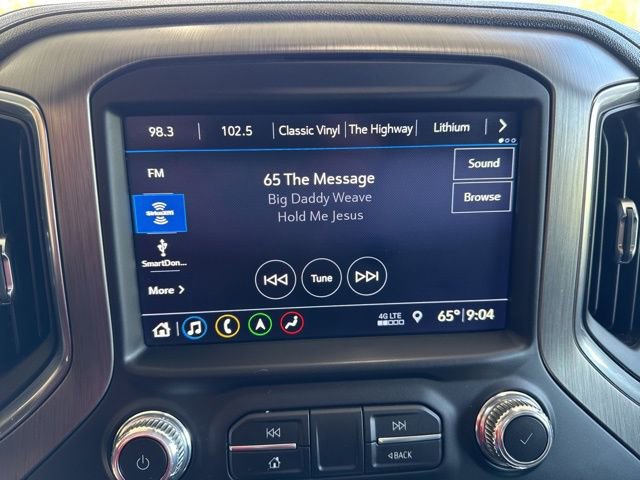 98.3 102.5 Classic Vinyl The Highway Lithium
FM
SiriusXM
SmartDon...
More
65 The Message
Big Daddy Weave
Hold Me Jesus
Sound
Browse
Tune
4G LTE
65° 9:04
BACK